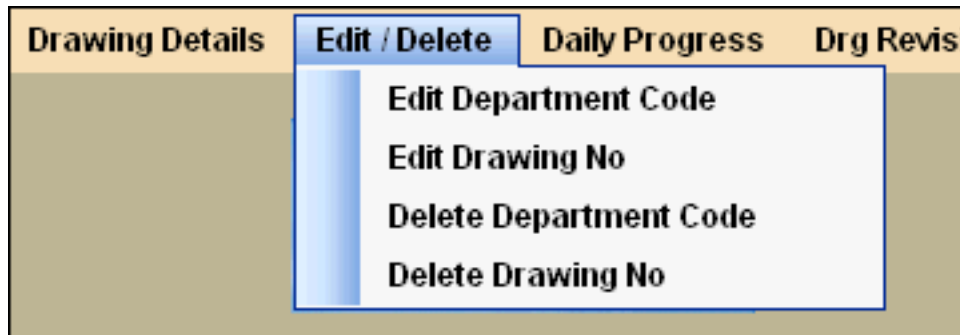 Drawing Details Edit / Delete Daily Progress Drg Revis
Edit Department Code
Edit Drawing No
Delete Department Code
Delete Drawing No